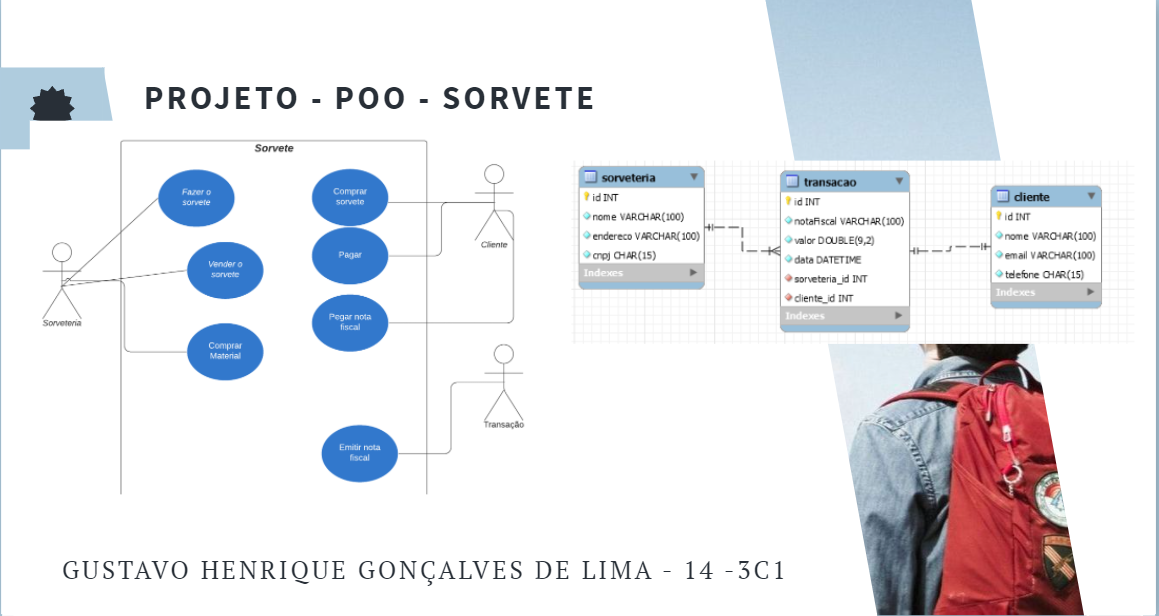 PROJETO - POO - SORVETE
Sorvete
Fazer o
sorvete
Vender o
sorvete
Comprar
Material
Sorveteria
Comprar
sorvete
Pagar
Pegar nota
fiscal
Emitir nota
fiscal
Cliente
Transação
sorveteria
id INT
nome VARCHAR(100)
endereco VARCHAR(100)
cnpj CHAR(15)
Indexes
transacao
id INT
notaFiscal VARCHAR(100)
valor DOUBLE(9,2)
data DATETIME
sorveteria_id INT
cliente_id INT
Indexes
cliente
id INT
nome VARCHAR(100)
email VARCHAR(100)
telefone CHAR(15)
Indexes
GUSTAVO HENRIQUE GONÇALVES DE LIMA - 14 -3C1